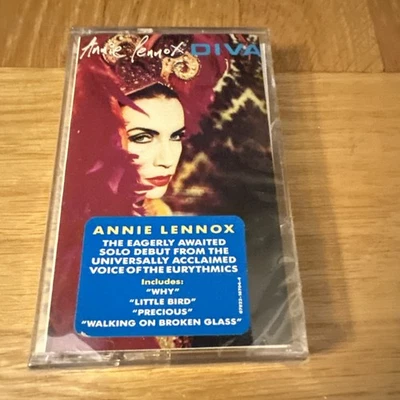 Annie Lennox DIVA
ANNIE LENNOX
THE EAGERLY AWAITED
SOLO DEBUT FROM THE
UNIVERSALLY ACCLAIMED
VOICE OF THE EURYTHMICS
Includes:
"WHY"
"LITTLE BIRD"
"PRECIOUS"
"WALKING ON BROKEN GLASS"